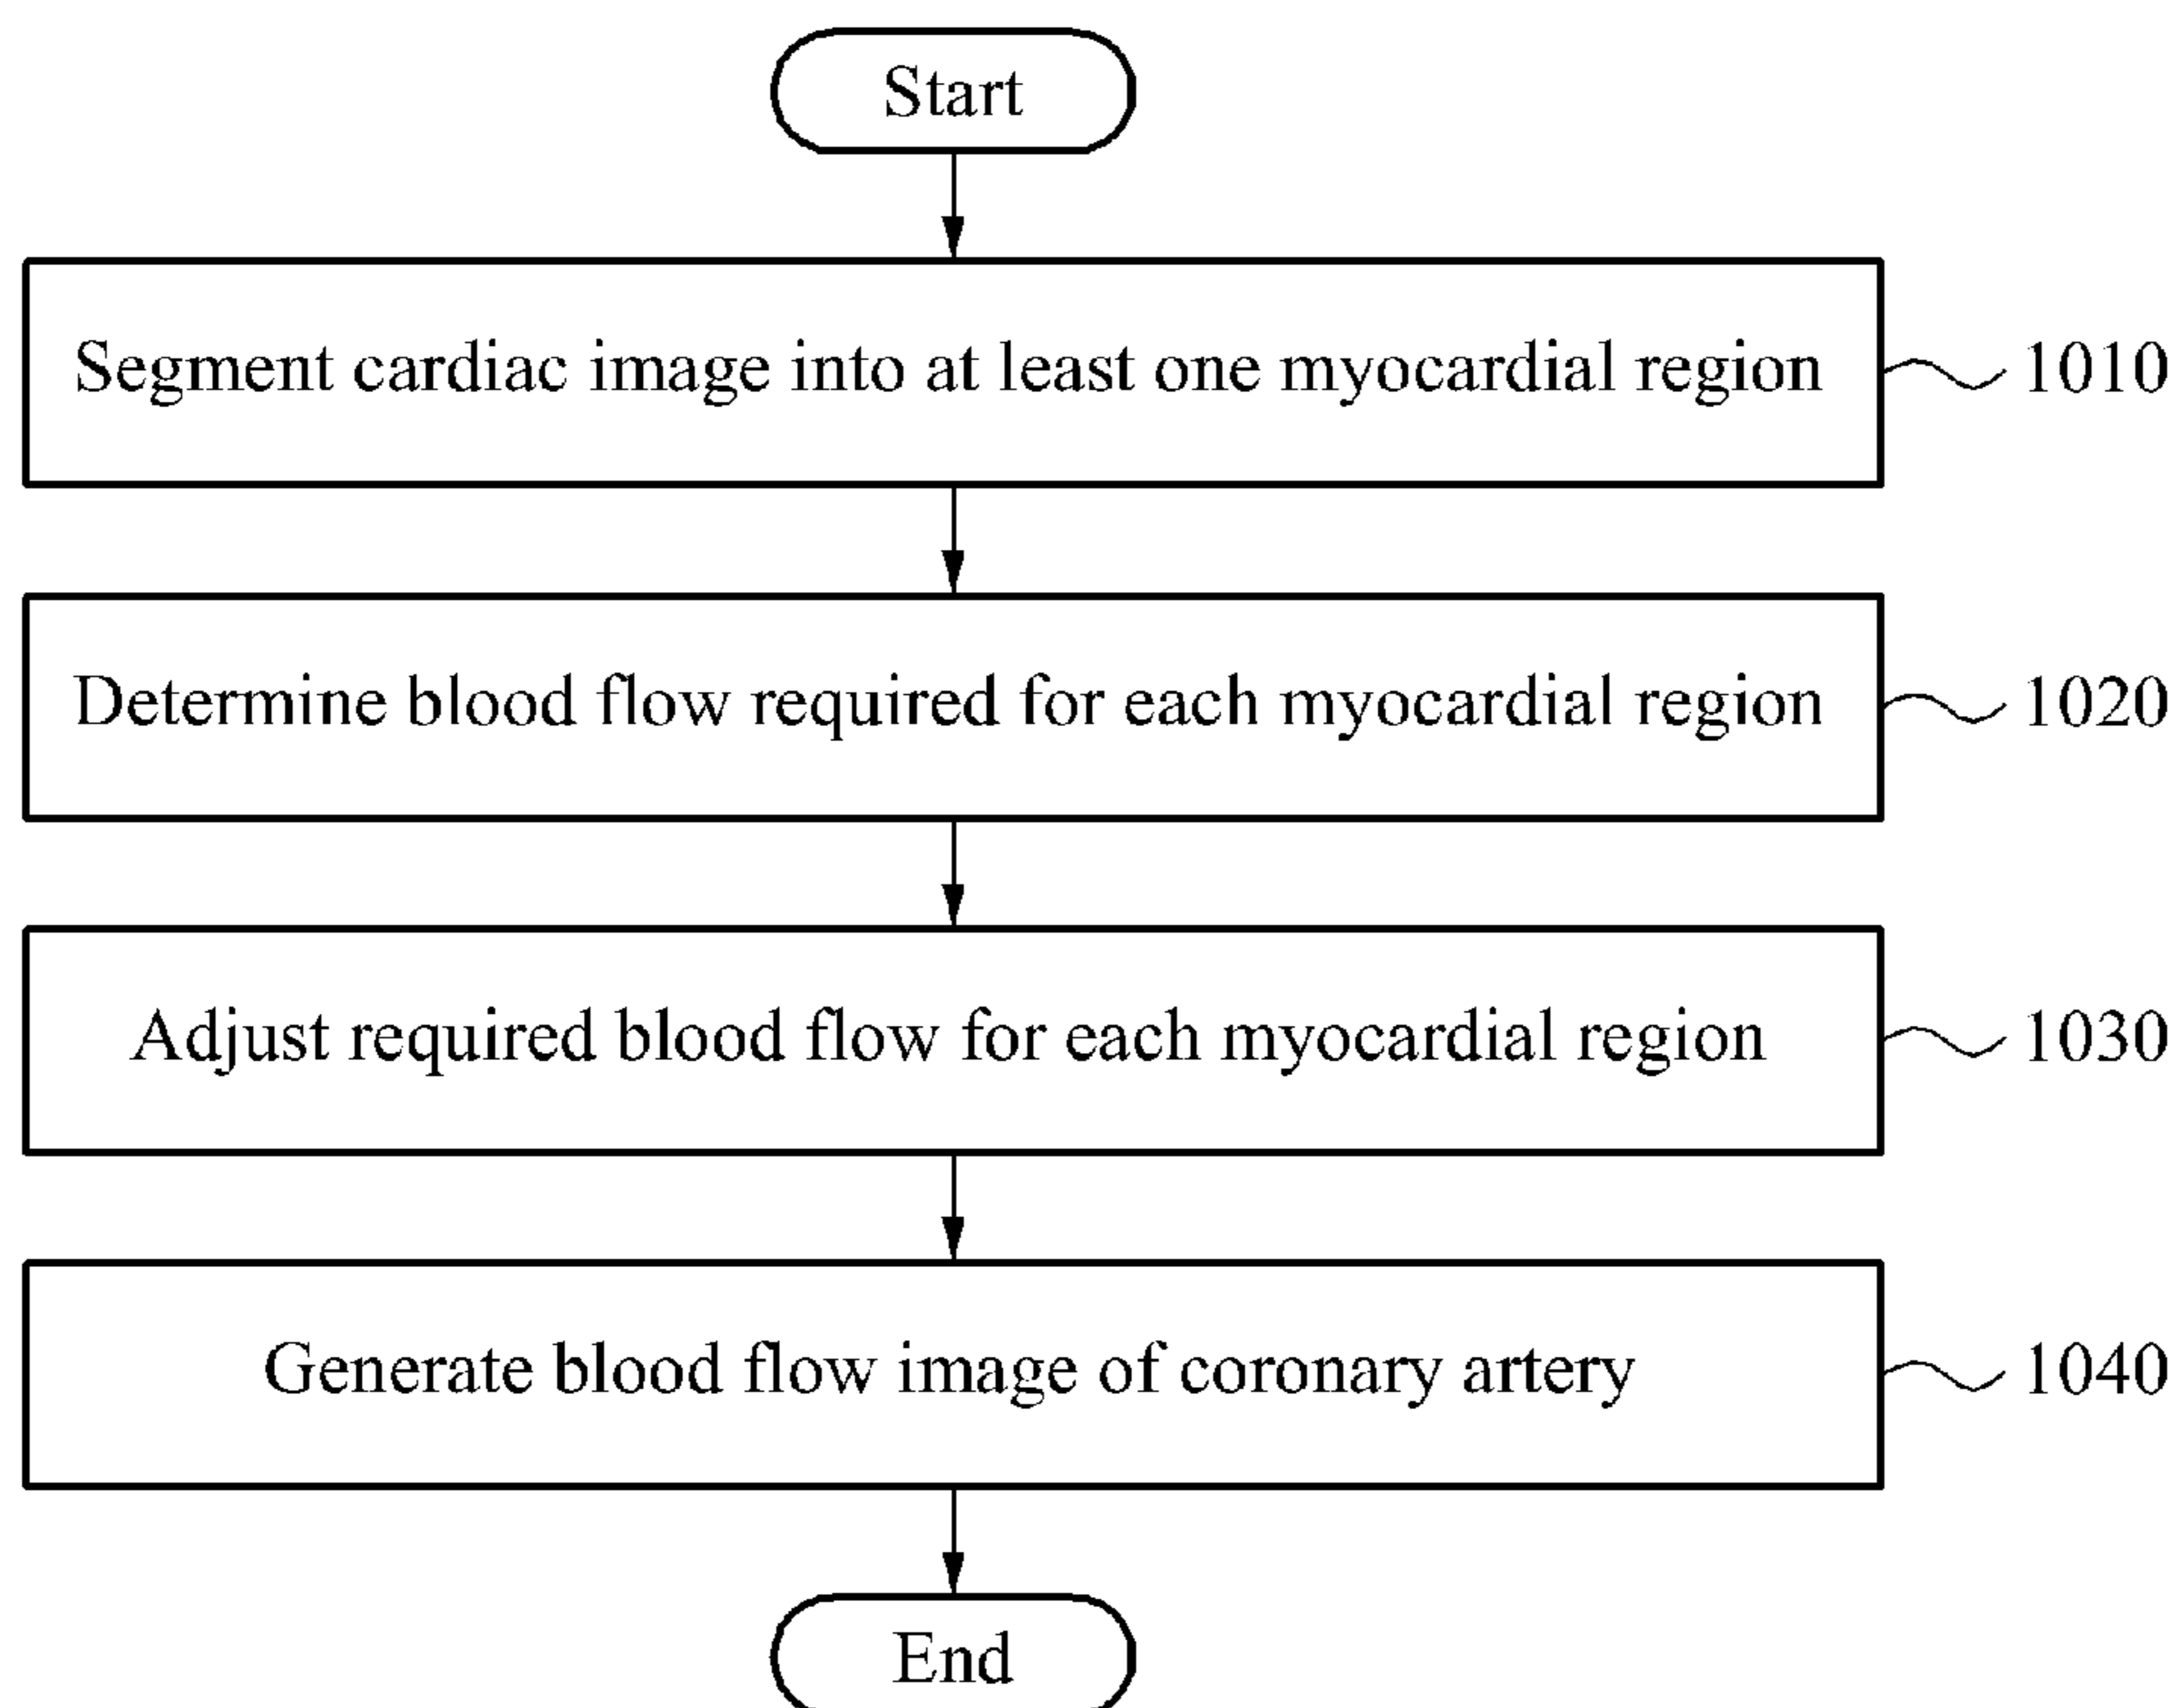 Start
Segment cardiac image into at least one myocardial region
1010
Determine blood flow required for each myocardial region
1020
Adjust required blood flow for each myocardial region
1030
Generate blood flow image of coronary artery
1040
End